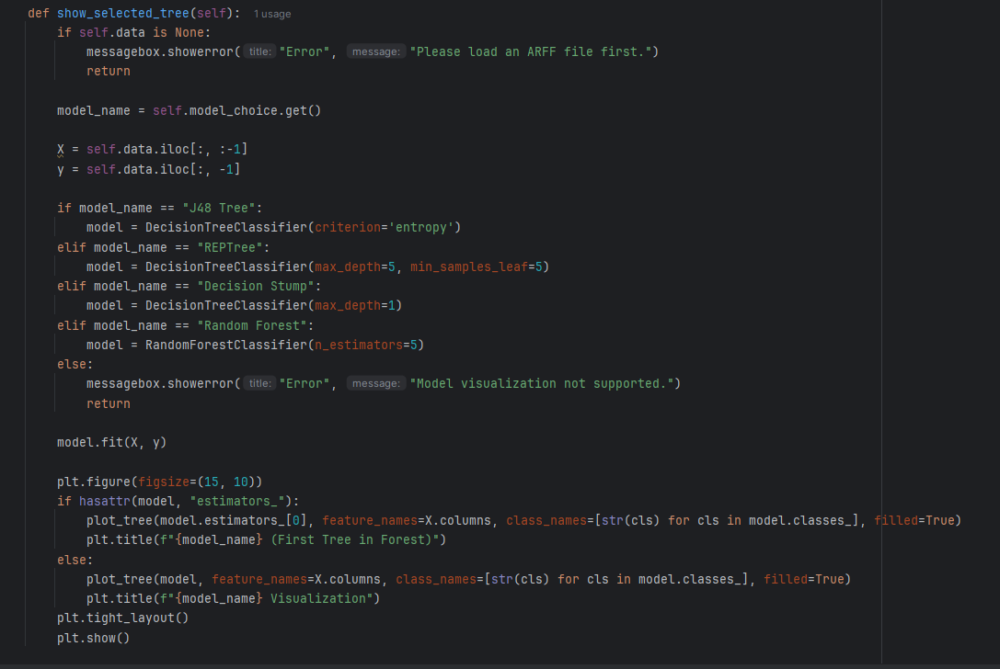 def show_selected_tree(self): 1 usage
    if self.data is None:
        messagebox.showerror( title: "Error", message: "Please load an ARFF file first.")
        return

    model_name = self.model_choice.get()

    X = self.data.iloc[:, :-1]
    y = self.data.iloc[:, -1]

    if model_name == "J48 Tree":
        model = DecisionTreeClassifier(criterion='entropy')
    elif model_name == "REPTree":
        model = DecisionTreeClassifier(max_depth=5, min_samples_leaf=5)
    elif model_name == "Decision Stump":
        model = DecisionTreeClassifier(max_depth=1)
    elif model_name == "Random Forest":
        model = RandomForestClassifier(n_estimators=5)
    else:
        messagebox.showerror( title: "Error", message: "Model visualization not supported.")
        return

    model.fit(X, y)

    plt.figure(figsize=(15, 10))
    if hasattr(model, "estimators_"):
        plot_tree(model.estimators_[0], feature_names=X.columns, class_names=[str(cls) for cls in model.classes_], filled=True)
        plt.title(f"{model_name} (First Tree in Forest)")
    else:
        plot_tree(model, feature_names=X.columns, class_names=[str(cls) for cls in model.classes_], filled=True)
        plt.title(f"{model_name} Visualization")
    plt.tight_layout()
    plt.show()